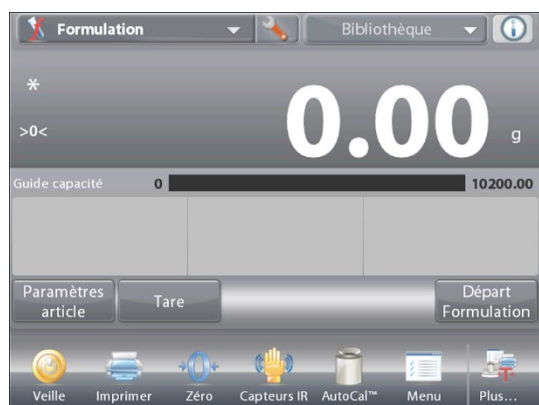 Formulation
Bibliothèque
*
>0<
0.00 g
Guide capacité 0 10200.00
Paramètres article
Tare
Départ Formulation
Veille
Imprimer
Zéro
Capteurs IR
AutoCal™
Menu
Plus...